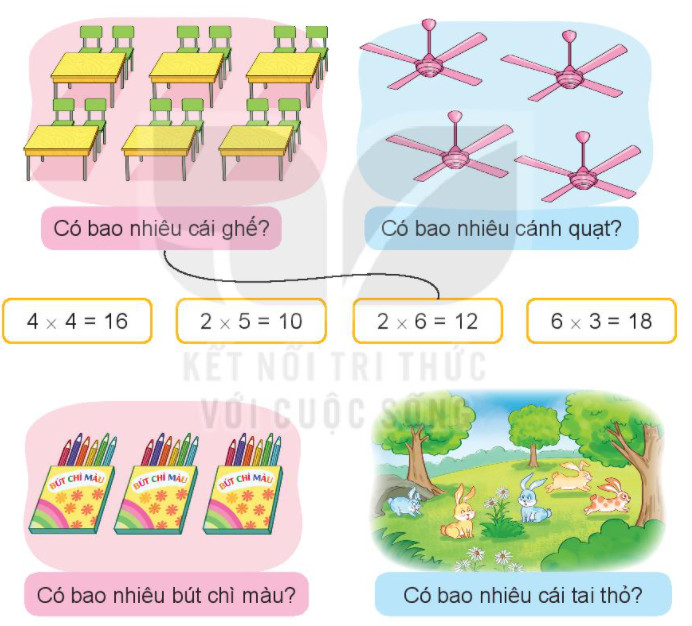 Có bao nhiêu cái ghế?
Có bao nhiêu cánh quạt?
4 × 4 = 16
2 × 5 = 10
2 × 6 = 12
6 × 3 = 18
KẾT NỐI TRI THỨC
VỚI CUỘC SỐNG
BÚT CHÌ MÀU
BÚT CHÌ MÀU
BÚT CHÌ MÀU
Có bao nhiêu bút chì màu?
Có bao nhiêu cái tai thỏ?